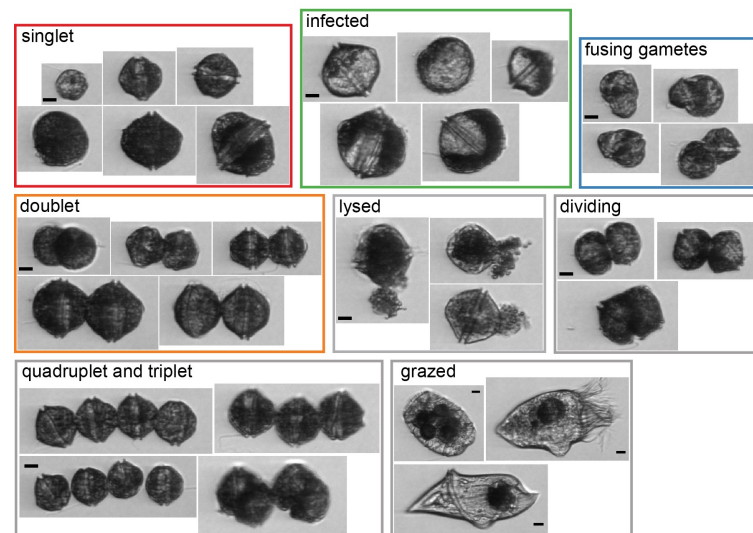 singlet
infected
fusing gametes
doublet
lysed
dividing
quadruplet and triplet
grazed